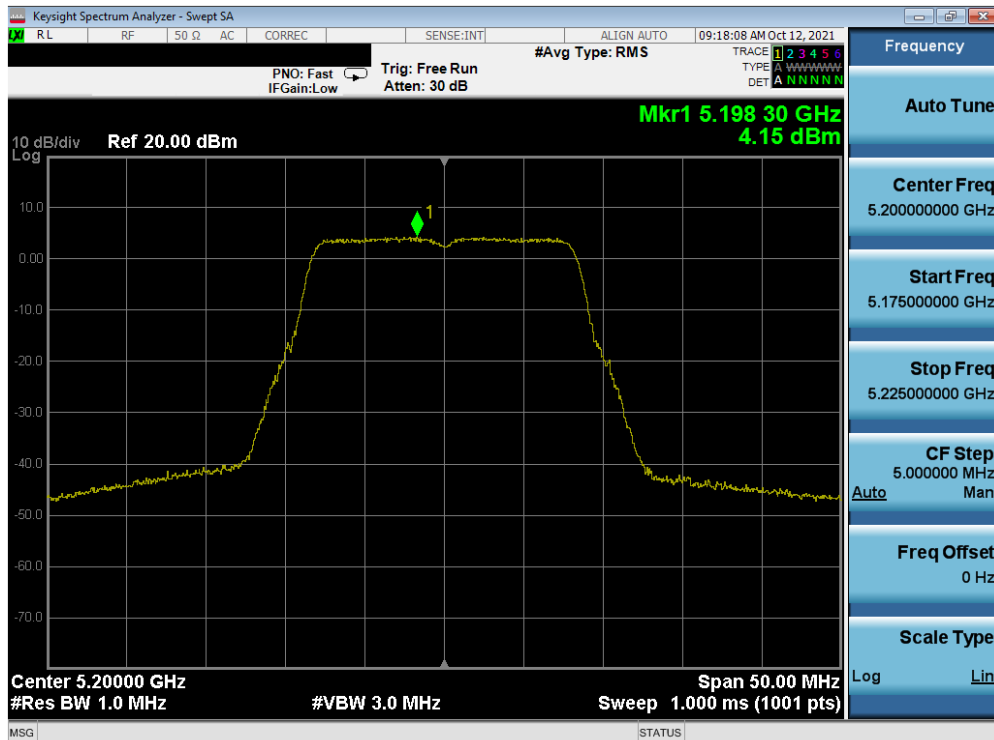 Keysight Spectrum Analyzer - Swept SA
LXI RL RF 50 Ω AC CORREC SENSE:INT ALIGN AUTO 09:18:08 AM Oct 12, 2021
#Avg Type: RMS
TRACE 1 2 3 4 5 6
TYPE A WWWWW
DET A N N N N N
PNO: Fast
IFGain:Low
Trig: Free Run
Atten: 30 dB
Mkr1 5.198 30 GHz
4.15 dBm
10 dB/div Ref 20.00 dBm
Log
10.0
0.00
-10.0
-20.0
-30.0
-40.0
-50.0
-60.0
-70.0
1
Center 5.20000 GHz Span 50.00 MHz
#Res BW 1.0 MHz #VBW 3.0 MHz Sweep 1.000 ms (1001 pts)
MSG STATUS
Frequency
Auto Tune
Center Freq
5.200000000 GHz
Start Freq
5.175000000 GHz
Stop Freq
5.225000000 GHz
CF Step
5.000000 MHz
Auto Man
Freq Offset
0 Hz
Scale Type
Log Lin